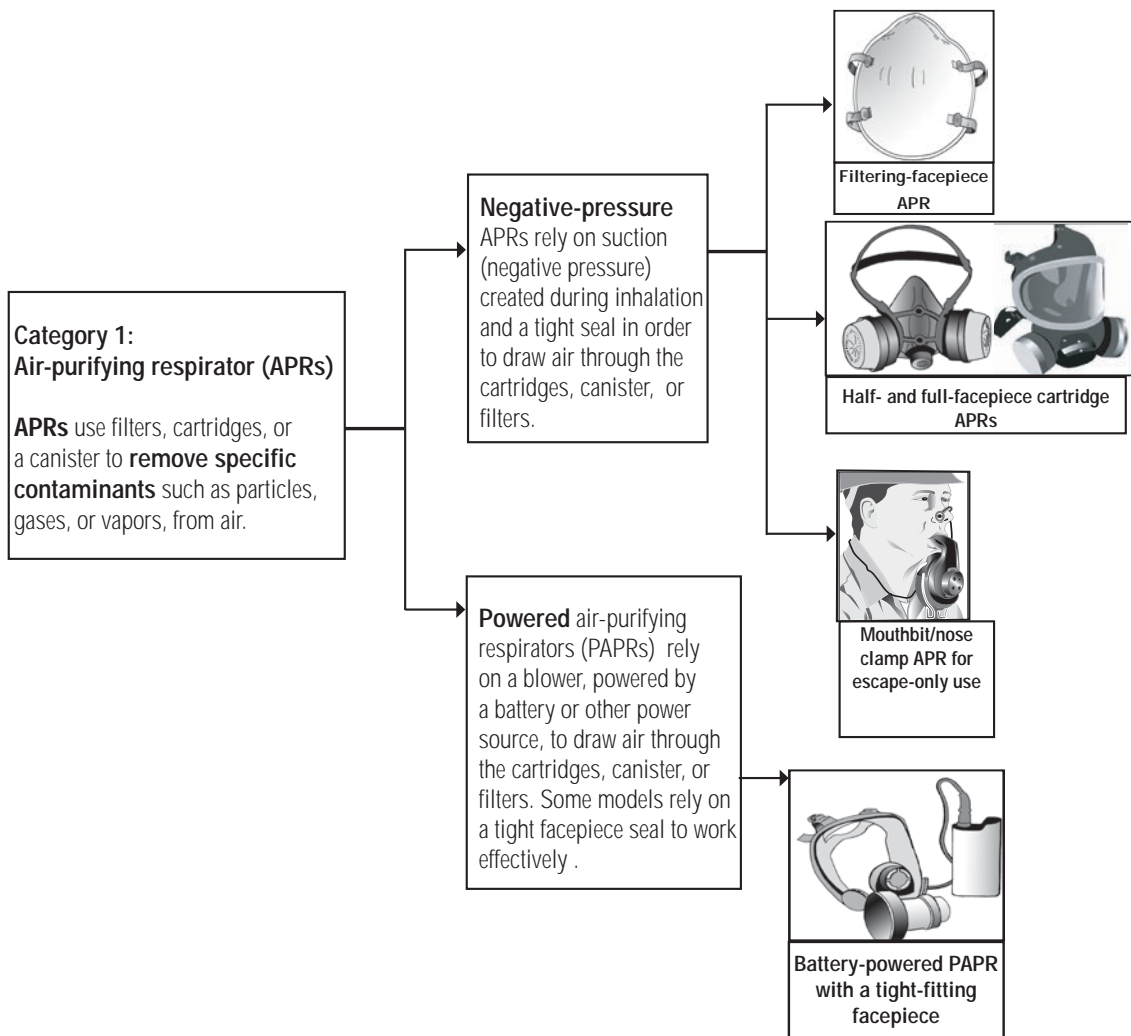 Category 1:
Air-purifying respirator (APRs)
APRs use filters, cartridges, or
a canister to remove specific
contaminants such as particles,
gases, or vapors, from air.
Negative-pressure
APRs rely on suction
(negative pressure)
created during inhalation
and a tight seal in order
to draw air through the
cartridges, canister, or
filters.
Powered air-purifying
respirators (PAPRs) rely
on a blower, powered by
a battery or other power
source, to draw air through
the cartridges, canister, or
filters. Some models rely on
a tight facepiece seal to work
effectively .
Filtering-facepiece
APR
Half- and full-facepiece cartridge
APRs
Mouthbit/nose
clamp APR for
escape-only use
Battery-powered PAPR
with a tight-fitting
facepiece